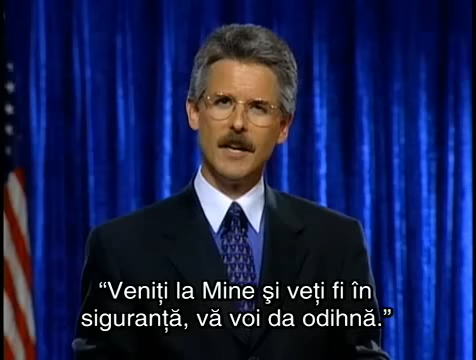 “Veniți la Mine şi veți fi în
siguranță, vă voi da odihnă.”